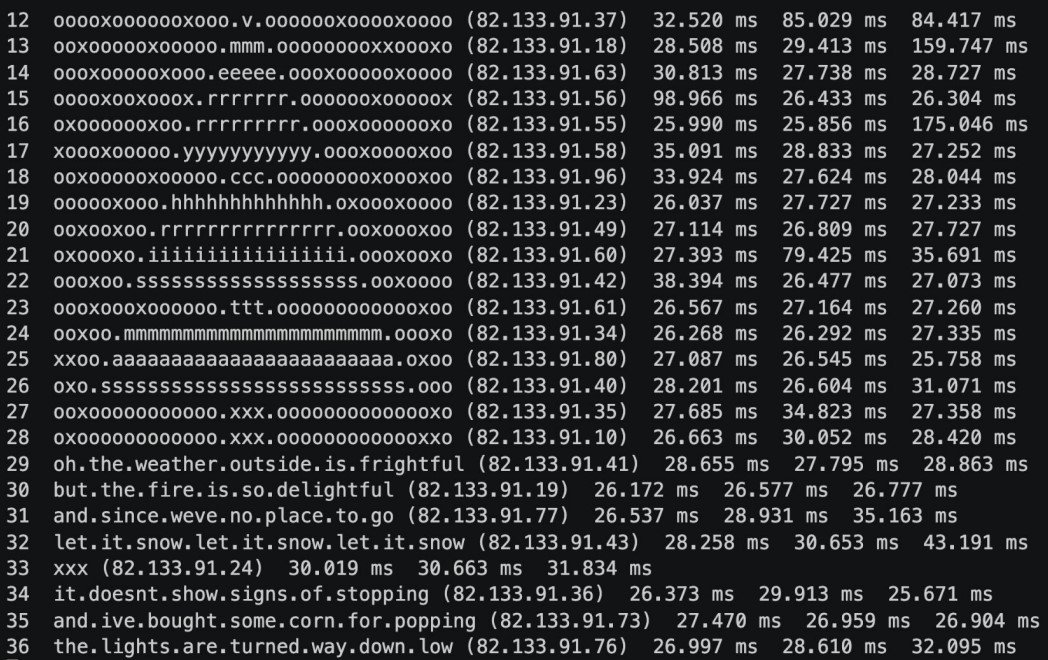 12 ooooxooooooxooo.v.ooooooxooooxoooo (82.133.91.37) 32.520 ms 85.029 ms 84.417 ms
13 ooxoooooxooooo.mmm.ooooooooxxoooxo (82.133.91.18) 28.508 ms 29.413 ms 159.747 ms
14 oooxoooooxooo.eeeee.oooxoooooxoooo (82.133.91.63) 30.813 ms 27.738 ms 28.727 ms
15 ooooxooxooox.rrrrrrr.ooooooxooooox (82.133.91.56) 98.966 ms 26.433 ms 26.304 ms
16 oxooooooxoo.rrrrrrrrr.oooxooooooxo (82.133.91.55) 25.990 ms 25.856 ms 175.046 ms
17 xoooxooooo.yyyyyyyyyyy.oooxooooxoo (82.133.91.58) 35.091 ms 28.833 ms 27.252 ms
18 ooxoooooxooooo.ccc.ooooooooxoooxoo (82.133.91.96) 33.924 ms 27.624 ms 28.044 ms
19 oooooxooo.hhhhhhhhhhhhh.oxoooxoooo (82.133.91.23) 26.037 ms 27.727 ms 27.233 ms
20 ooxooxoo.rrrrrrrrrrrrrrr.ooxoooxoo (82.133.91.49) 27.114 ms 26.809 ms 27.727 ms
21 oxoooxo.iiiiiiiiiiiiiiiii.oooxooxo (82.133.91.60) 27.393 ms 79.425 ms 35.691 ms
22 oooxoo.sssssssssssssssssss.ooxoooo (82.133.91.42) 38.394 ms 26.477 ms 27.073 ms
23 oooxoooxoooooo.ttt.ooooooooooooxoo (82.133.91.61) 26.567 ms 27.164 ms 27.260 ms
24 ooxoo.mmmmmmmmmmmmmmmmmmmmmm.oooxo (82.133.91.34) 26.268 ms 26.292 ms 27.335 ms
25 xxoo.aaaaaaaaaaaaaaaaaaaaaaaa.oxoo (82.133.91.80) 27.087 ms 26.545 ms 25.758 ms
26 oxo.ssssssssssssssssssssssssss.ooo (82.133.91.40) 28.201 ms 26.604 ms 31.071 ms
27 ooxooooooooooo.xxx.oooooooooooooxo (82.133.91.35) 27.685 ms 34.823 ms 27.358 ms
28 oxoooooooooooo.xxx.ooooooooooooxxo (82.133.91.10) 26.663 ms 30.052 ms 28.420 ms
29 oh.the.weather.outside.is.frightful (82.133.91.41) 28.655 ms 27.795 ms 28.863 ms
30 but.the.fire.is.so.delightful (82.133.91.19) 26.172 ms 26.577 ms 26.777 ms
31 and.since.weve.no.place.to.go (82.133.91.77) 26.537 ms 28.931 ms 35.163 ms
32 let.it.snow.let.it.snow.let.it.snow (82.133.91.43) 28.258 ms 30.653 ms 43.191 ms
33 xxx (82.133.91.24) 30.019 ms 30.663 ms 31.834 ms
34 it.doesnt.show.signs.of.stopping (82.133.91.36) 26.373 ms 29.913 ms 25.671 ms
35 and.ive.bought.some.corn.for.popping (82.133.91.73) 27.470 ms 26.959 ms 26.904 ms
36 the.lights.are.turned.way.down.low (82.133.91.76) 26.997 ms 28.610 ms 32.095 ms